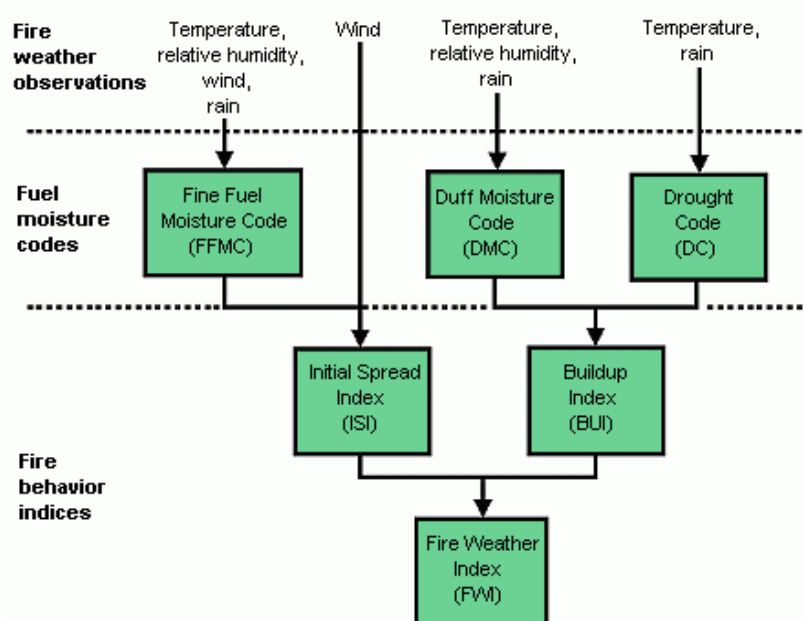 Fire
weather
observations
Temperature,
relative humidity,
wind,
rain
Wind
Temperature,
relative humidity,
rain
Temperature,
rain
Fuel
moisture
codes
Fine Fuel
Moisture Code
(FFMC)
Duff Moisture
Code
(DMC)
Drought
Code
(DC)
Initial Spread
Index
(ISI)
Buildup
Index
(BUI)
Fire
behavior
indices
Fire Weather
Index
(FWI)